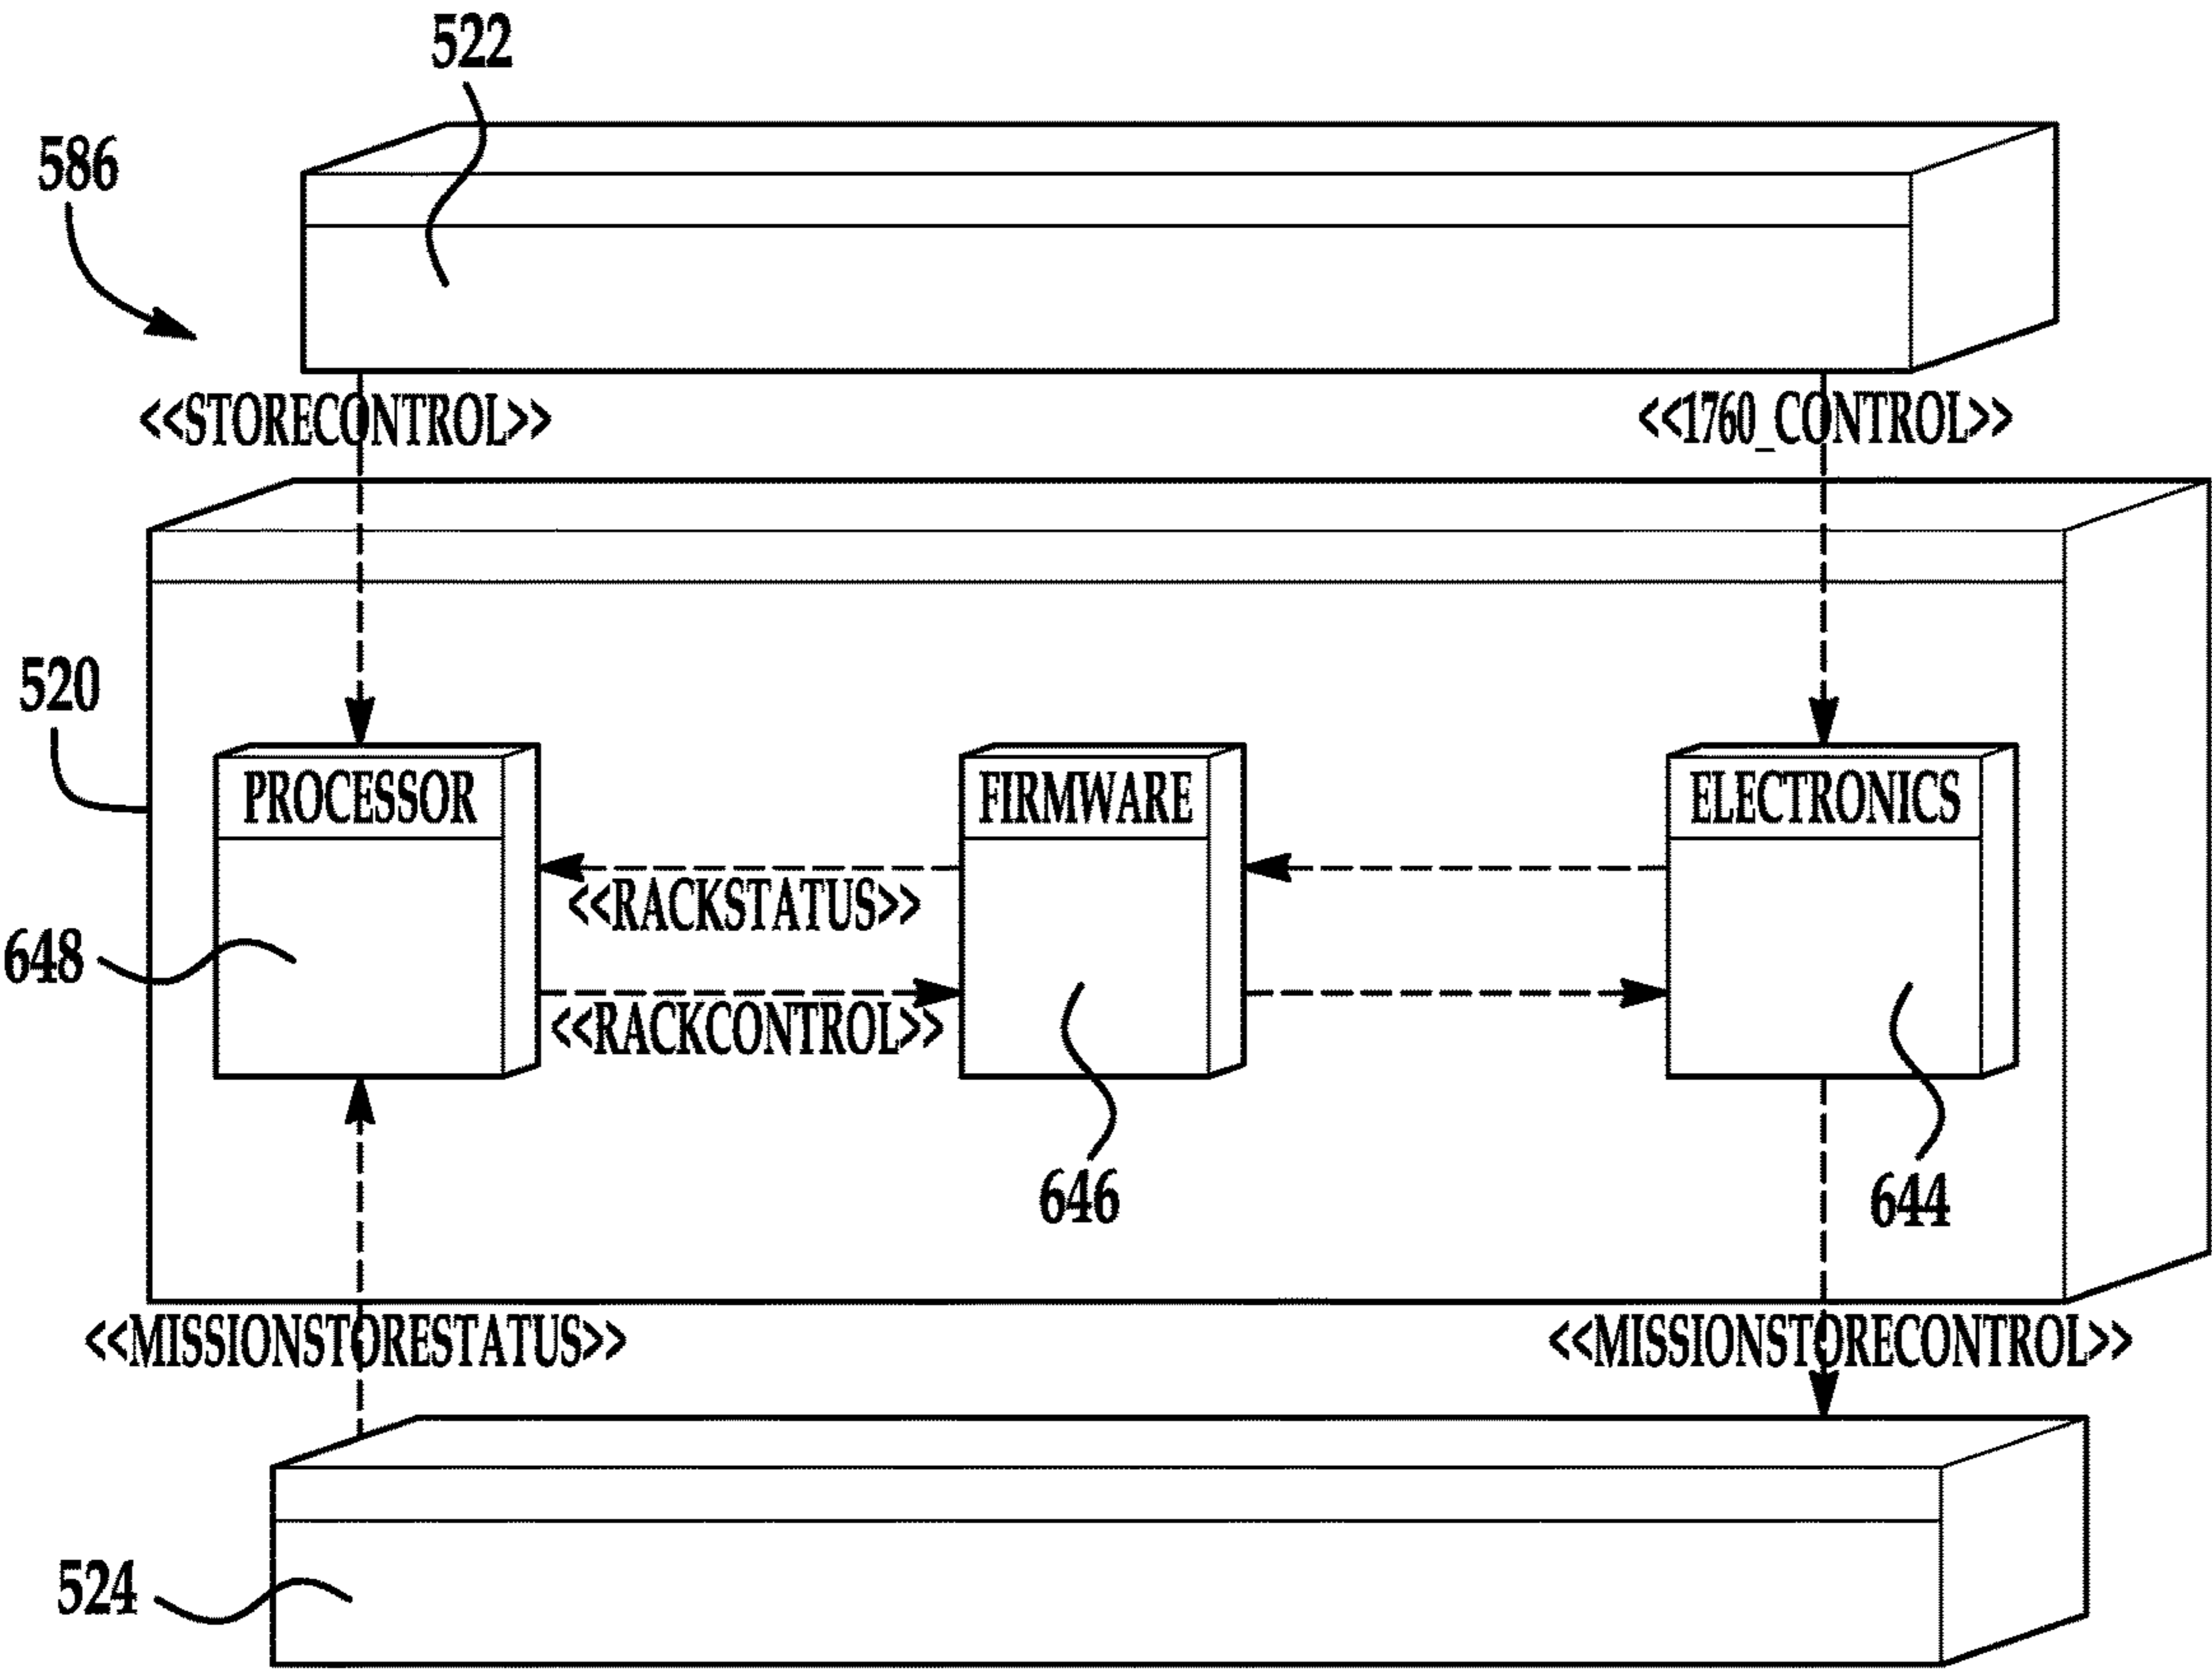 522
586
<<STORECONTROL>>
<<1760_CONTROL>>
520
PROCESSOR
FIRMWARE
ELECTRONICS
<<RACKSTATUS>>
648
<<RACKCONTROL>>
646
644
<<MISSIONSTORESTATUS>>
<<MISSIONSTORECONTROL>>
524